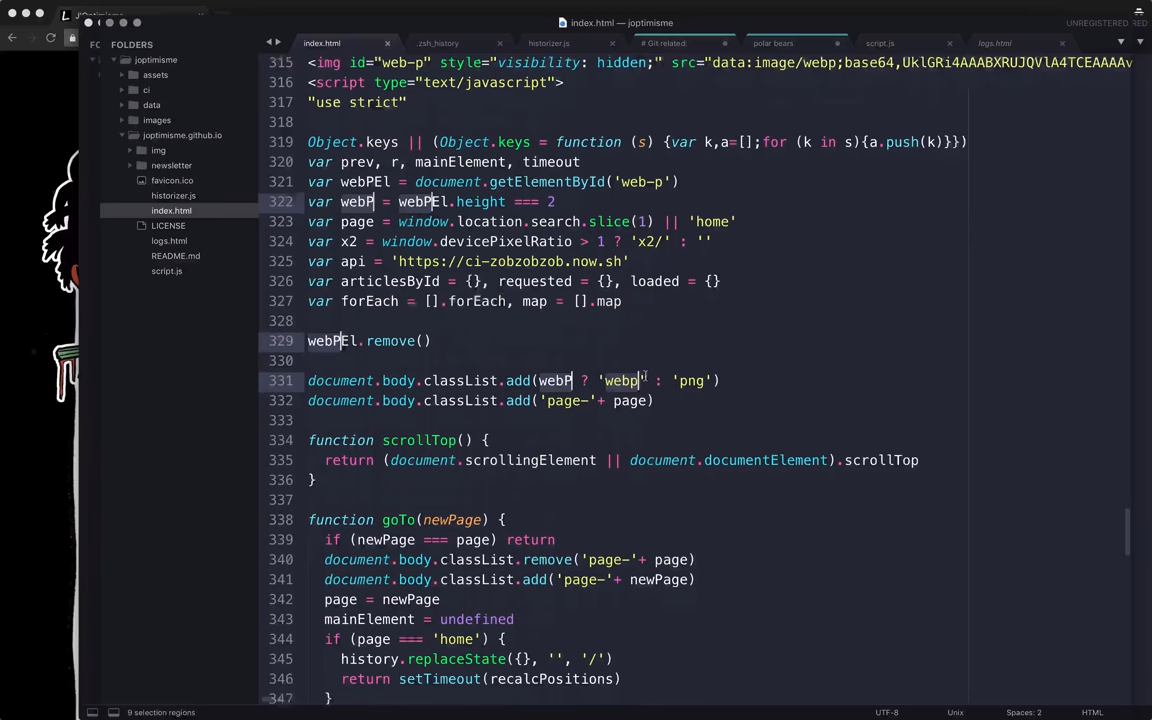 J'Optimisme
index.html — joptimisme
UNREGISTERED
FOLDERS
joptimisme
assets
ci
data
images
joptimisme.github.io
img
newsletter
favicon.ico
historizer.js
index.html
LICENSE
logs.html
README.md
script.js
index.html
.zsh_history
historizer.js
# Git related:
polar bears
script.js
logs.html
315 <img id="web-p" style="visibility: hidden;" src="data:image/webp;base64,UklGRi4AAABXRUJQVlA4TCEAAAAv
316 <script type="text/javascript">
317 "use strict"
318
319 Object.keys || (Object.keys = function (s) {var k,a=[];for (k in s){a.push(k)}})
320 var prev, r, mainElement, timeout
321 var webPEl = document.getElementById('web-p')
322 var webP = webPEl.height === 2
323 var page = window.location.search.slice(1) || 'home'
324 var x2 = window.devicePixelRatio > 1 ? 'x2/' : ''
325 var api = 'https://ci-zobzobzob.now.sh'
326 var articlesById = {}, requested = {}, loaded = {}
327 var forEach = [].forEach, map = [].map
328
329 webPEl.remove()
330
331 document.body.classList.add(webP ? 'webp' : 'png')
332 document.body.classList.add('page-'+ page)
333
334 function scrollTop() {
335 return (document.scrollingElement || document.documentElement).scrollTop
336 }
337
338 function goTo(newPage) {
339 if (newPage === page) return
340 document.body.classList.remove('page-'+ page)
341 document.body.classList.add('page-'+ newPage)
342 page = newPage
343 mainElement = undefined
344 if (page === 'home') {
345 history.replaceState({}, '', '/')
346 return setTimeout(recalcPositions)
347 }
9 selection regions
UTF-8
Unix
Spaces: 2
HTML